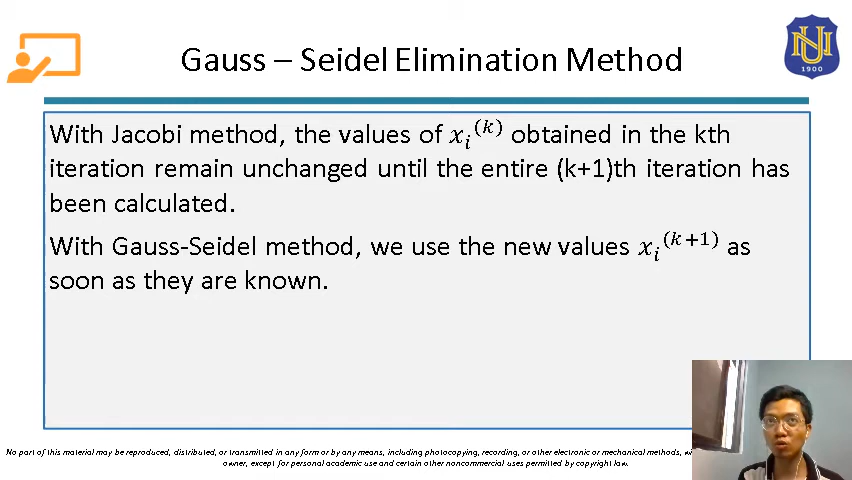 Gauss – Seidel Elimination Method
NU
1900
With Jacobi method, the values of xᵢ⁽ᵏ⁾ obtained in the kth
iteration remain unchanged until the entire (k+1)th iteration has
been calculated.
With Gauss-Seidel method, we use the new values xᵢ⁽ᵏ⁺¹⁾ as
soon as they are known.
No part of this material may be reproduced, distributed, or transmitted in any form or by any means, including photocopying, recording, or other electronic or mechanical methods,
owner, except for personal academic use and certain other noncommercial uses permitted by copyright law.